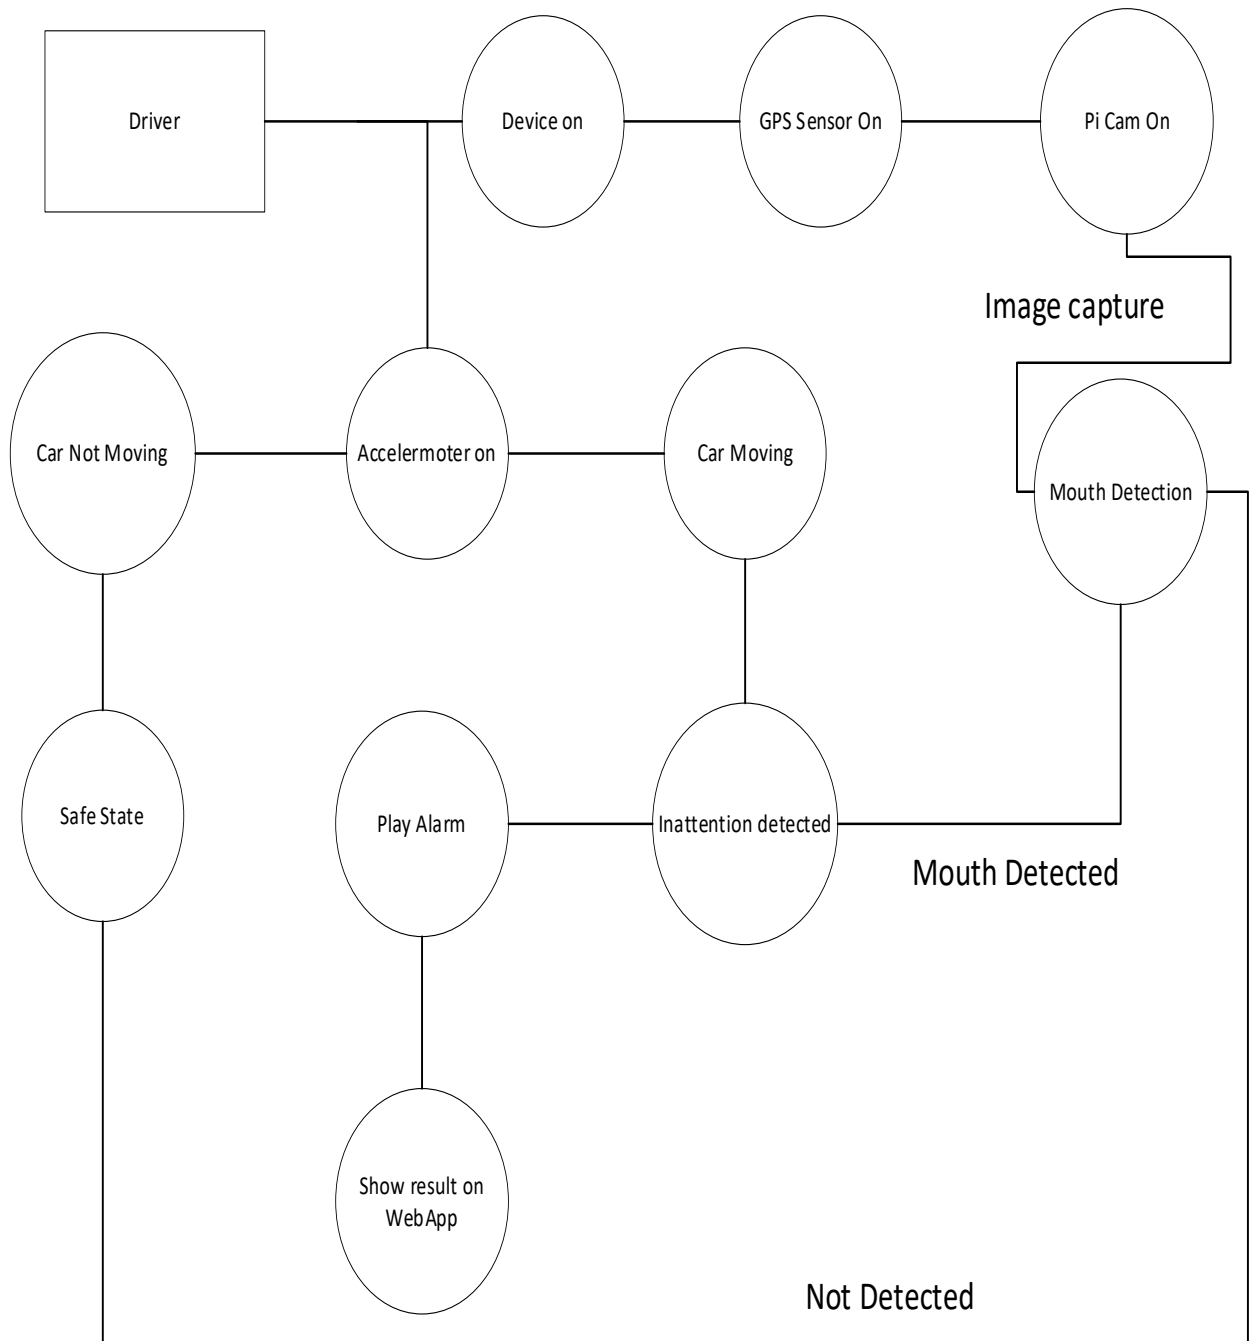 Driver
Device on
GPS Sensor On
Pi Cam On
Image capture
Car Not Moving
Accelermoter on
Car Moving
Mouth Detection
Safe State
Play Alarm
Inattention detected
Mouth Detected
Show result on
WebApp
Not Detected